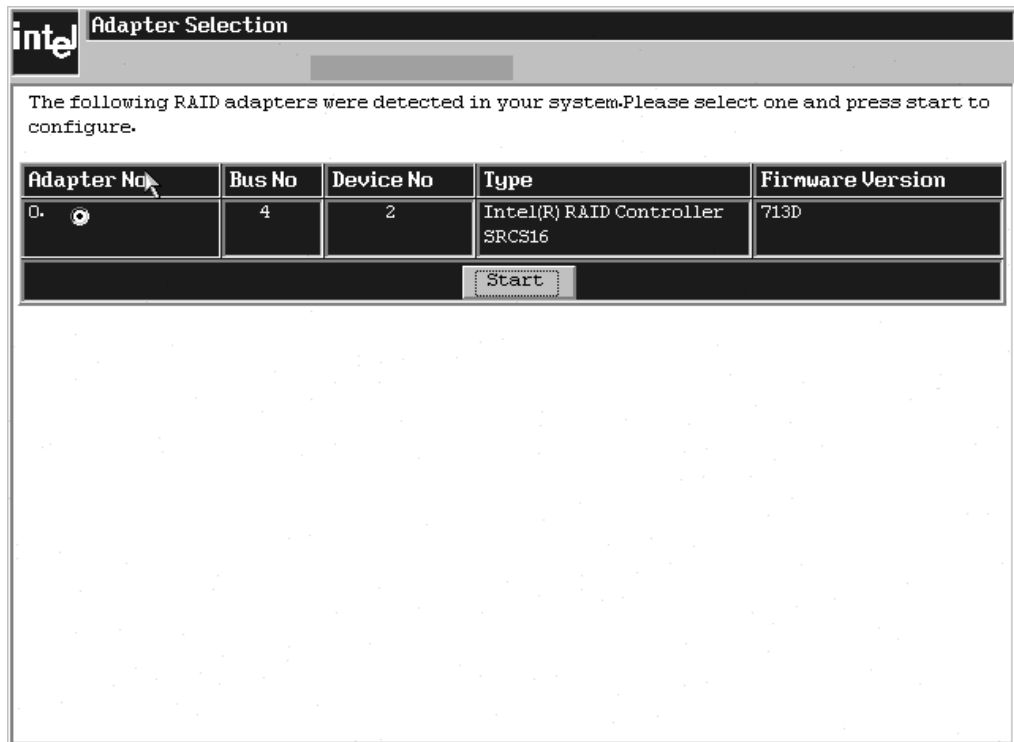 intel
Adapter Selection
The following RAID adapters were detected in your system.Please select one and press start to
configure.
Adapter No Bus No Device No Type Firmware Version
0. 4 2 Intel(R) RAID Controller 713D
SRCS16
Start